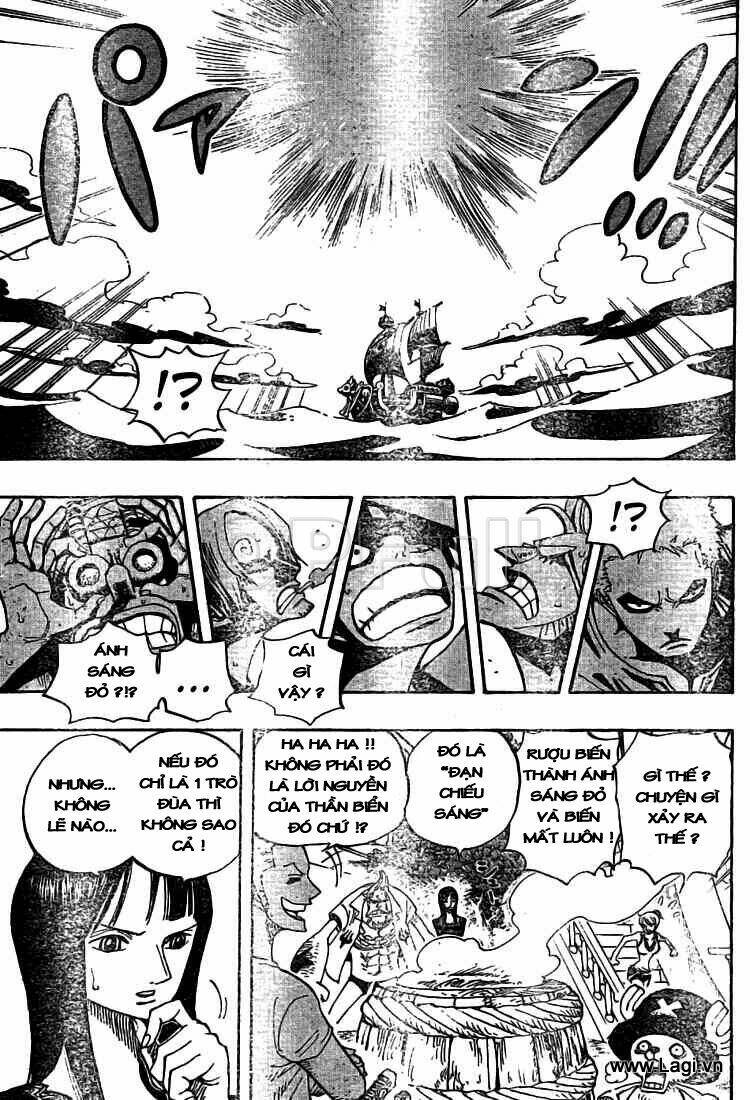 パァ
!?
!?
ÁNH
SÁNG
ĐỎ ?!?
...
CÁI
GÌ
VẬY ?
GÌ THẾ ?
CHUYỆN GÌ
XẢY RA
THẾ ?
RƯỢU BIẾN
THÀNH ÁNH
SÁNG ĐỎ
VÀ BIẾN
MẤT LUÔN !
ĐÓ LÀ
“ĐẠN
CHIẾU
SÁNG”
HA HA HA !!
KHÔNG PHẢI ĐÓ
LÀ LỜI NGUYỀN
CỦA THẦN BIỂN
ĐÓ CHỨ !?
NẾU ĐÓ
CHỈ LÀ 1 TRÒ
ĐÙA THÌ
KHÔNG SAO
CẢ !
NHƯNG...
KHÔNG
LẼ NÀO...
www.Lagi.vn